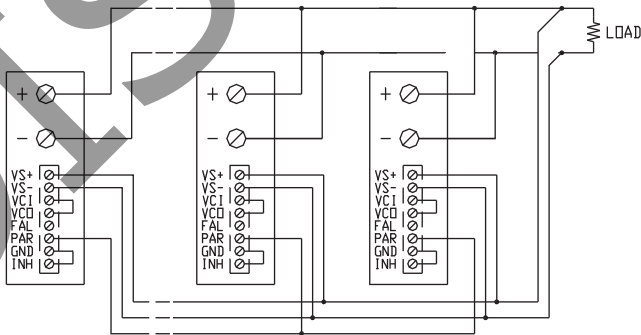 LOAD
+
−
VS+
VS-
VCI
VCO
FAL
PAR
GND
INH
+
−
VS+
VS-
VCI
VCO
FAL
PAR
GND
INH
+
−
VS+
VS-
VCI
VCO
FAL
PAR
GND
INH